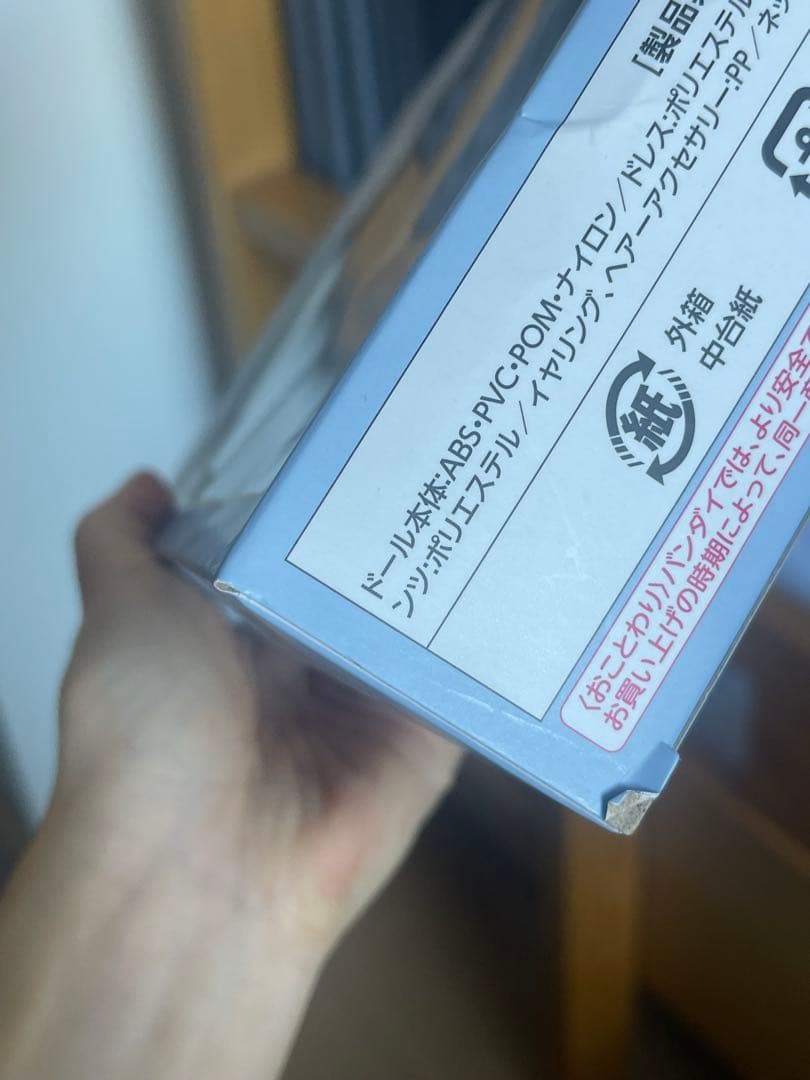 [製品
ドール本体:ABS・PVC・POM・ナイロン/ドレス:ポリエステル
ンツ:ポリエステル/イヤリング、ヘアーアクセサリー:PP/ネッ
紙
外箱
中台紙
〈おことわり〉バンダイでは、より安全
お買い上げの時期によって、同一